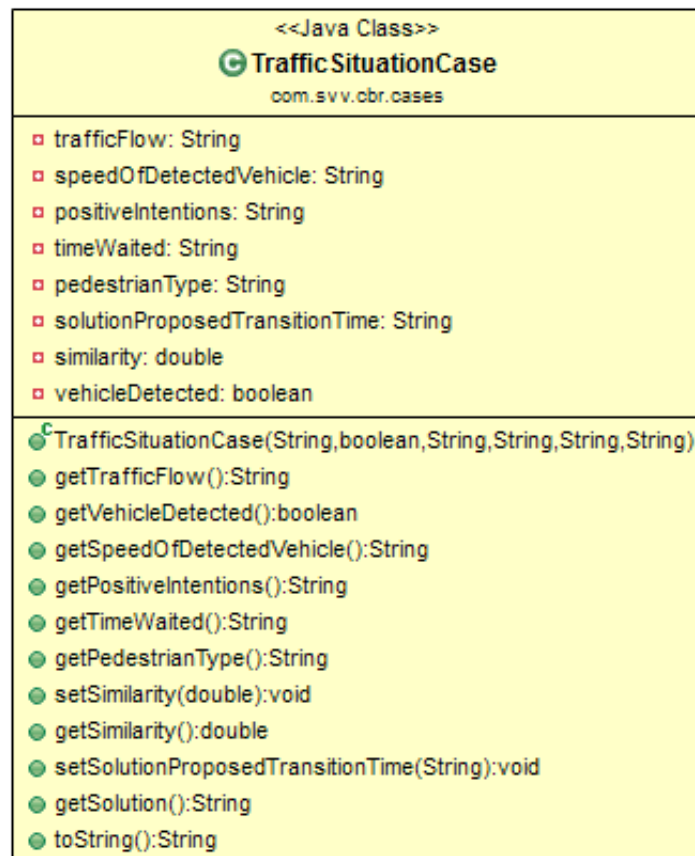 <<Java Class>>
C TrafficSituationCase
com.svv.cbr.cases
trafficFlow: String
speedOfDetectedVehicle: String
positiveIntentions: String
timeWaited: String
pedestrianType: String
solutionProposedTransitionTime: String
similarity: double
vehicleDetected: boolean
C TrafficSituationCase(String,boolean,String,String,String,String)
getTrafficFlow():String
getVehicleDetected():boolean
getSpeedOfDetectedVehicle():String
getPositiveIntentions():String
getTimeWaited():String
getPedestrianType():String
setSimilarity(double):void
getSimilarity():double
setSolutionProposedTransitionTime(String):void
getSolution():String
toString():String